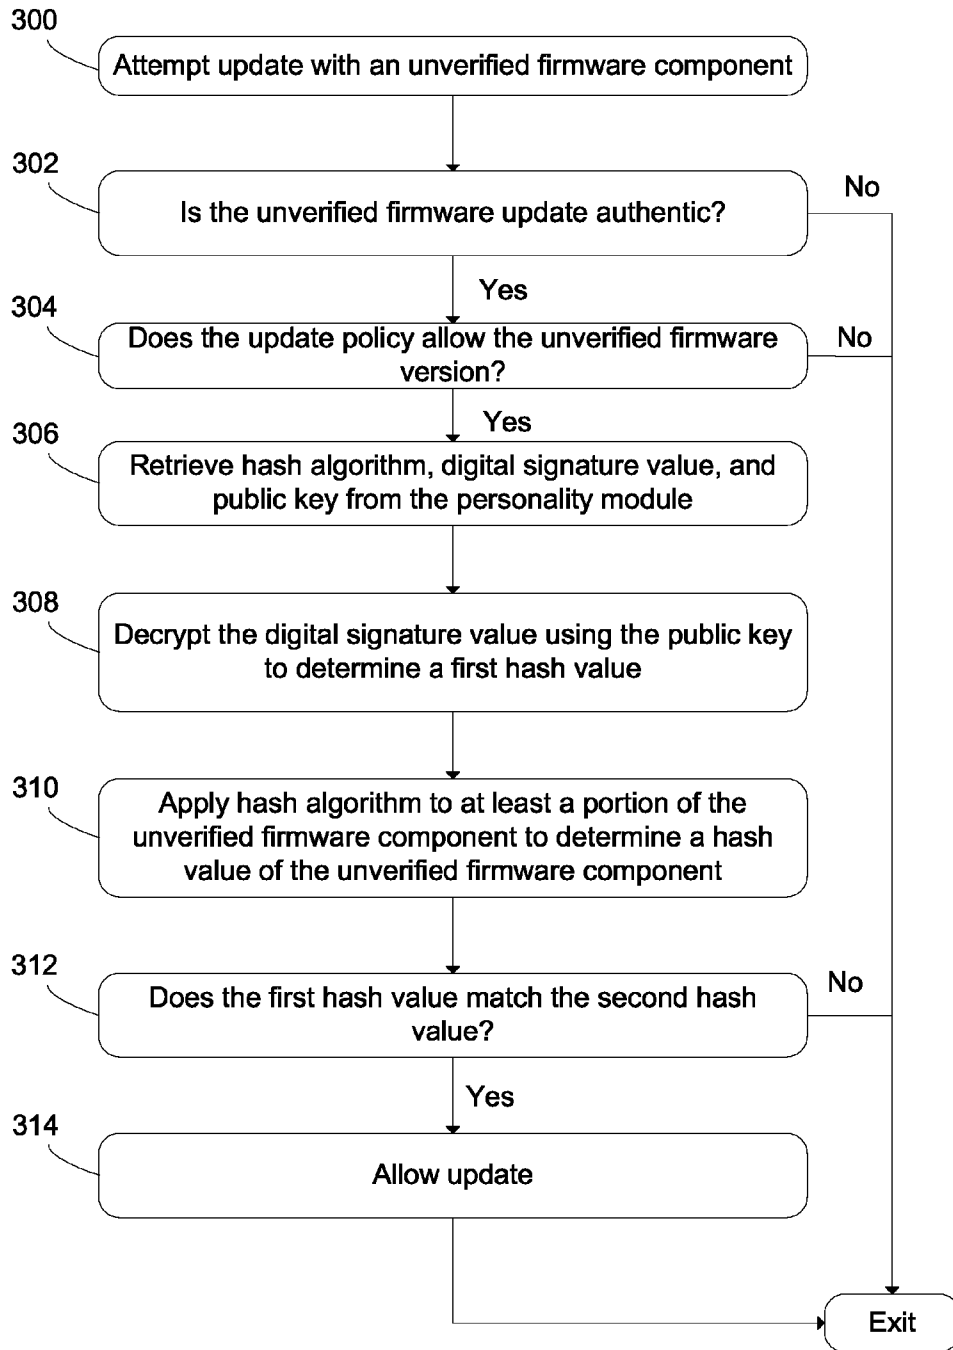 300
Attempt update with an unverified firmware component
302
Is the unverified firmware update authentic?
No
Yes
304
Does the update policy allow the unverified firmware
version?
No
Yes
306
Retrieve hash algorithm, digital signature value, and
public key from the personality module
308
Decrypt the digital signature value using the public key
to determine a first hash value
310
Apply hash algorithm to at least a portion of the
unverified firmware component to determine a hash
value of the unverified firmware component
312
Does the first hash value match the second hash
value?
No
Yes
314
Allow update
Exit